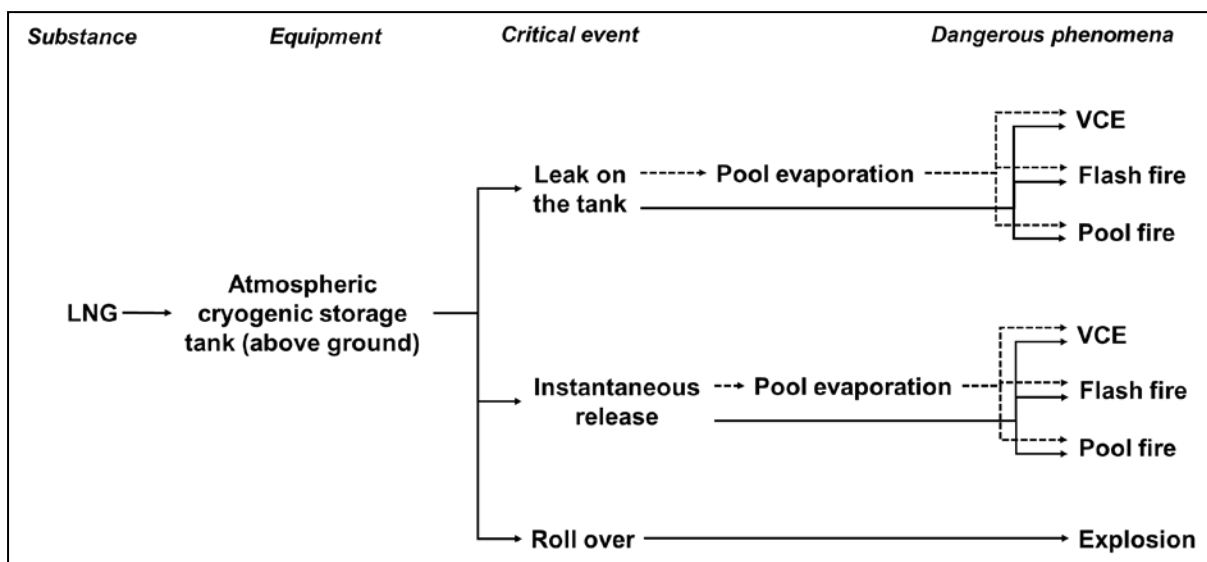 Substance Equipment Critical event Dangerous phenomena
VCE
Leak on
the tank
Pool evaporation
Flash fire
Pool fire
LNG
Atmospheric
cryogenic storage
tank (above ground)
VCE
Instantaneous
release
Pool evaporation
Flash fire
Pool fire
Roll over
Explosion